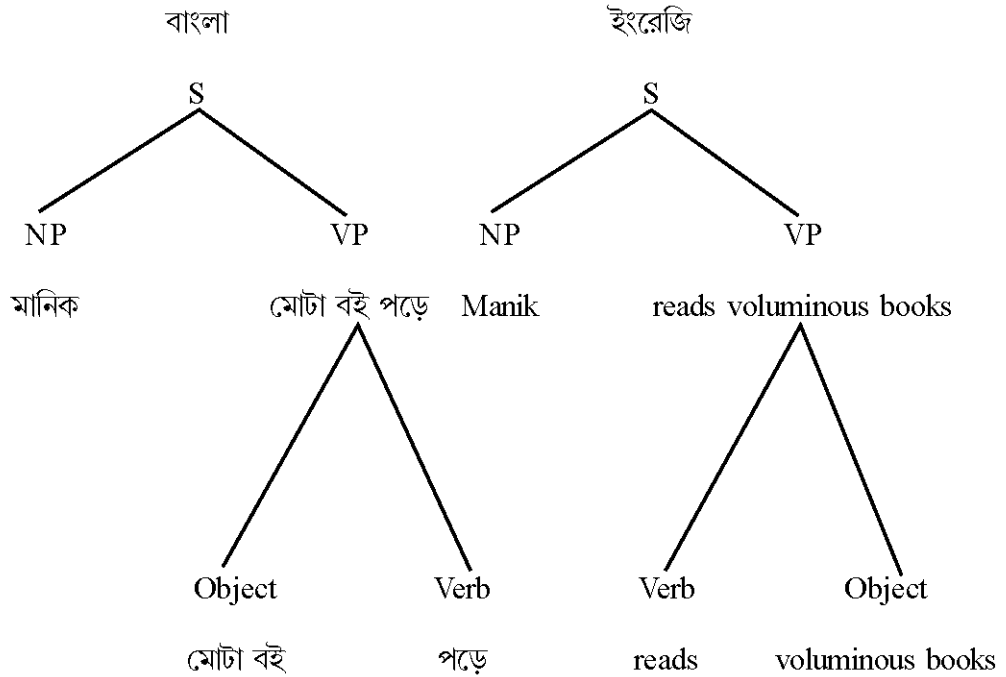 বাংলা ইংরেজি
S S
NP VP NP VP
মানিক মোটা বই পড়ে Manik reads voluminous books
Object Verb Verb Object
মোটা বই পড়ে reads voluminous books